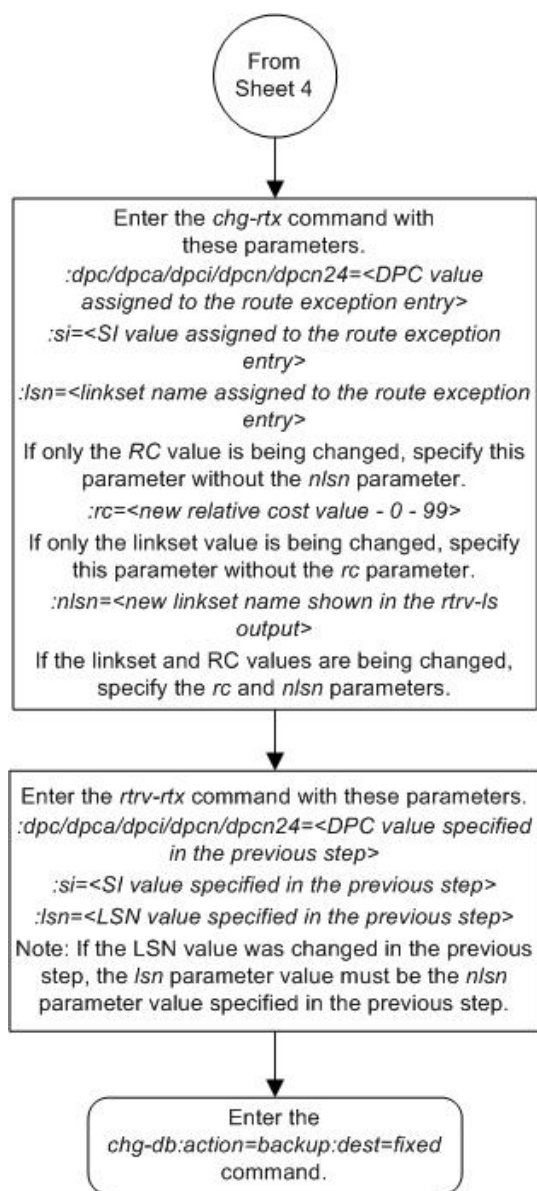 From
Sheet 4
Enter the chg-rtx command with
these parameters.
:dpc/dpca/dpci/dpcn/dpcn24=<DPC value
assigned to the route exception entry>
:si=<SI value assigned to the route exception
entry>
:lsn=<linkset name assigned to the route exception
entry>
If only the RC value is being changed, specify this
parameter without the nlsn parameter.
:rc=<new relative cost value - 0 - 99>
If only the linkset value is being changed, specify
this parameter without the rc parameter.
:nlsn=<new linkset name shown in the rtrv-ls
output>
If the linkset and RC values are being changed,
specify the rc and nlsn parameters.
Enter the rtrv-rtx command with these parameters.
:dpc/dpca/dpci/dpcn/dpcn24=<DPC value specified
in the previous step>
:si=<SI value specified in the previous step>
:lsn=<LSN value specified in the previous step>
Note: If the LSN value was changed in the previous
step, the lsn parameter value must be the nlsn
parameter value specified in the previous step.
Enter the
chg-db:action=backup:dest=fixed
command.